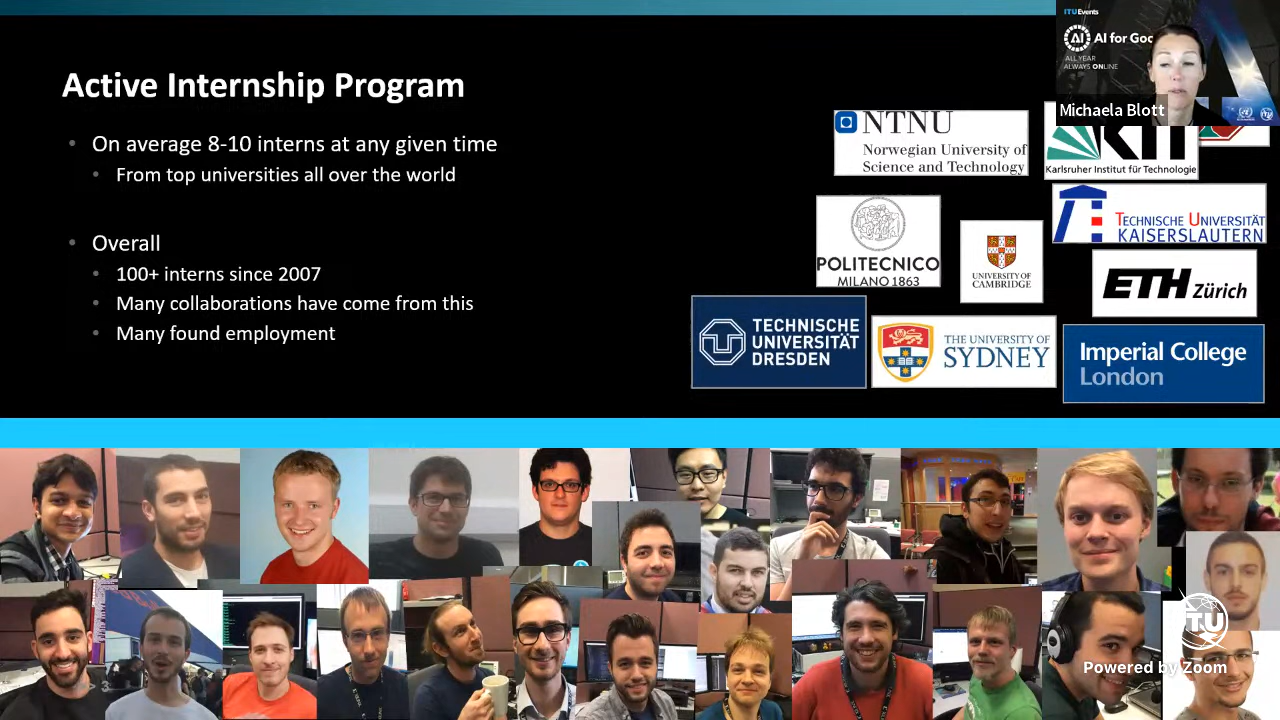 Active Internship Program
On average 8-10 interns at any given time
From top universities all over the world
Overall
100+ interns since 2007
Many collaborations have come from this
Many found employment
ITUEvents
AI
AI for Goo
ALL YEAR
ALWAYS ONLINE
Michaela Blott
NTNU
Norwegian University of
Science and Technology
KIT
Karlsruher Institut für Technologie
TECHNISCHE UNIVERSITÄT
KAISERSLAUTERN
POLITECNICO
MILANO 1863
UNIVERSITY OF
CAMBRIDGE
ETH Zürich
TECHNISCHE
UNIVERSITÄT
DRESDEN
THE UNIVERSITY OF
SYDNEY
Imperial College
London
ITU
Powered by Zoom